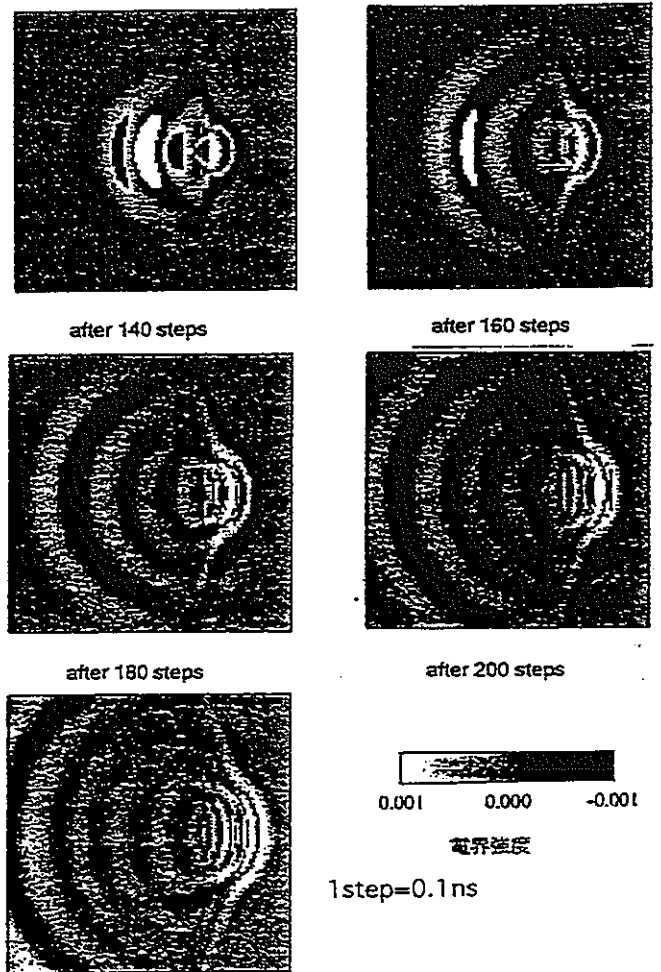 after 140 steps
after 160 steps
after 180 steps
after 200 steps
0.001 0.000 -0.001
電界強度
1step=0.1ns